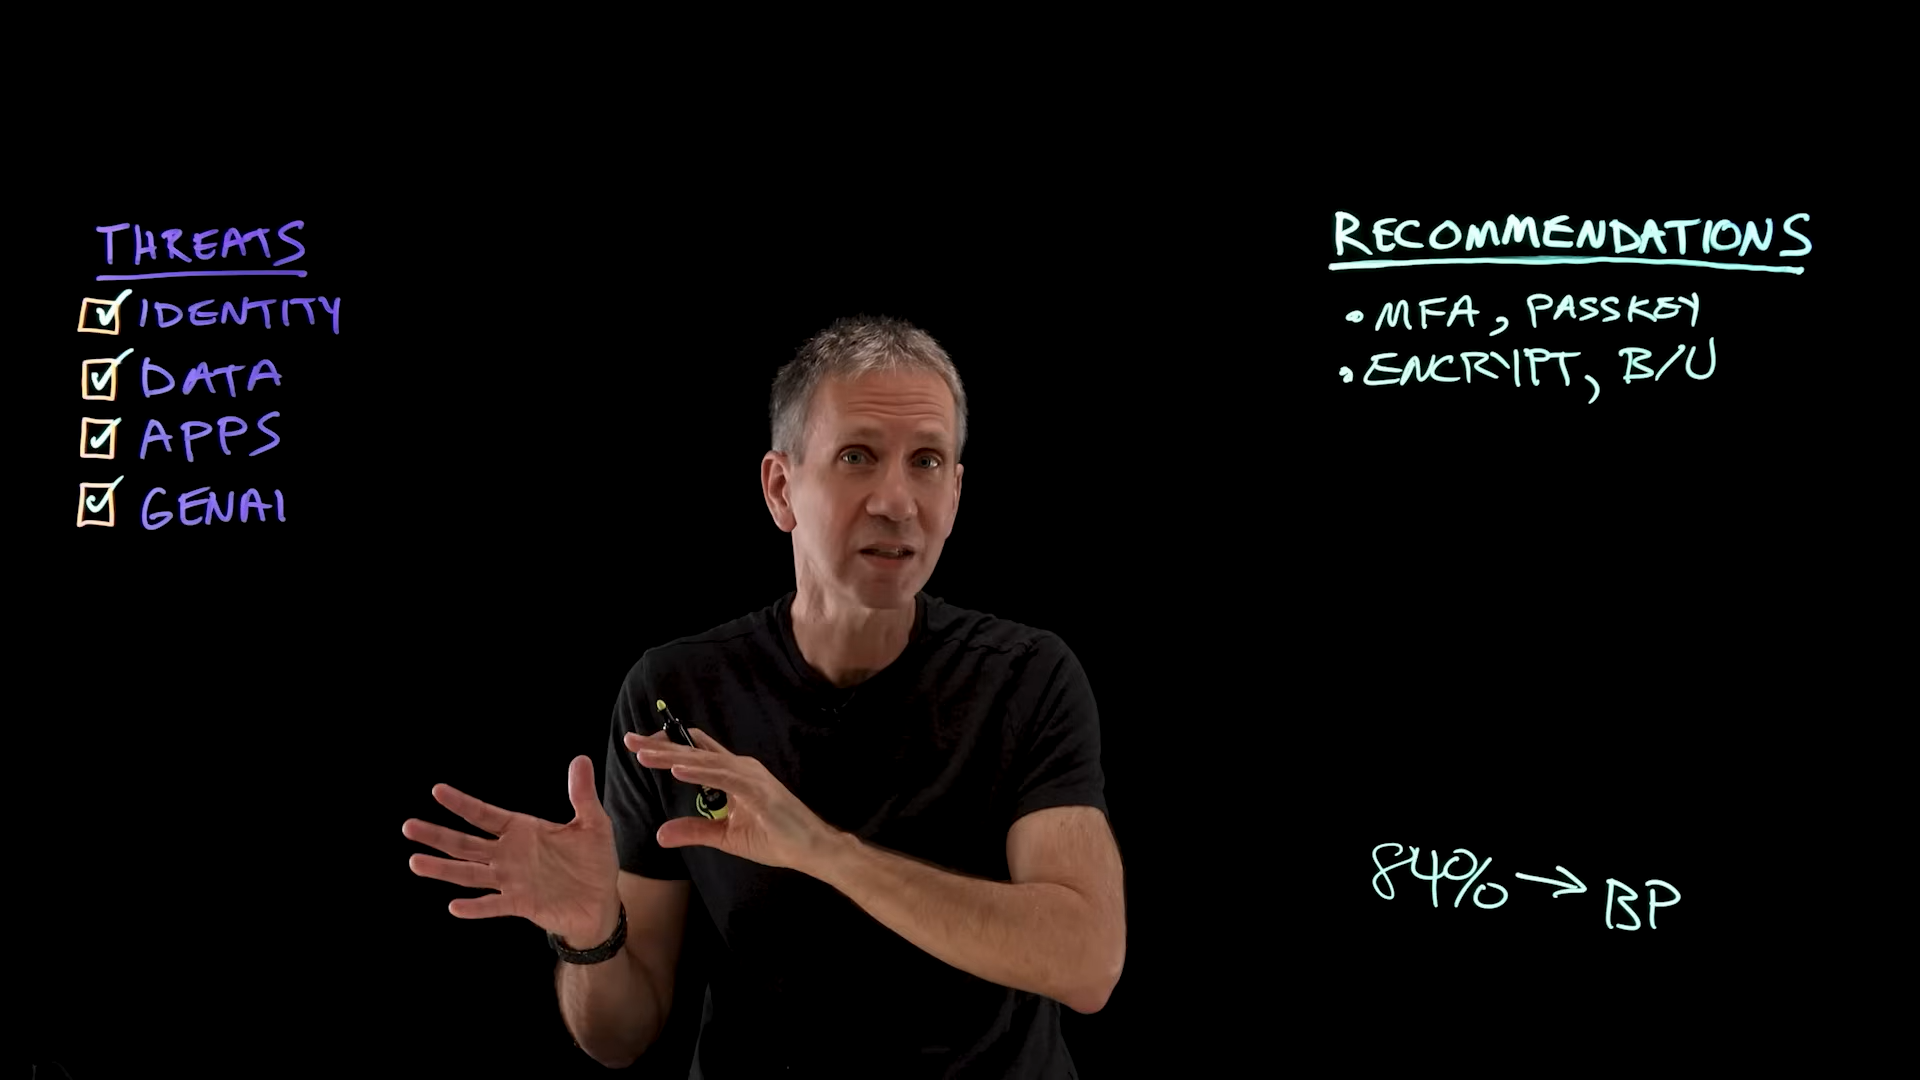 THREATS
IDENTITY
DATA
APPS
GENAI
RECOMMENDATIONS
• MFA, PASSKEY
• ENCRYPT, B/U
84% → BP